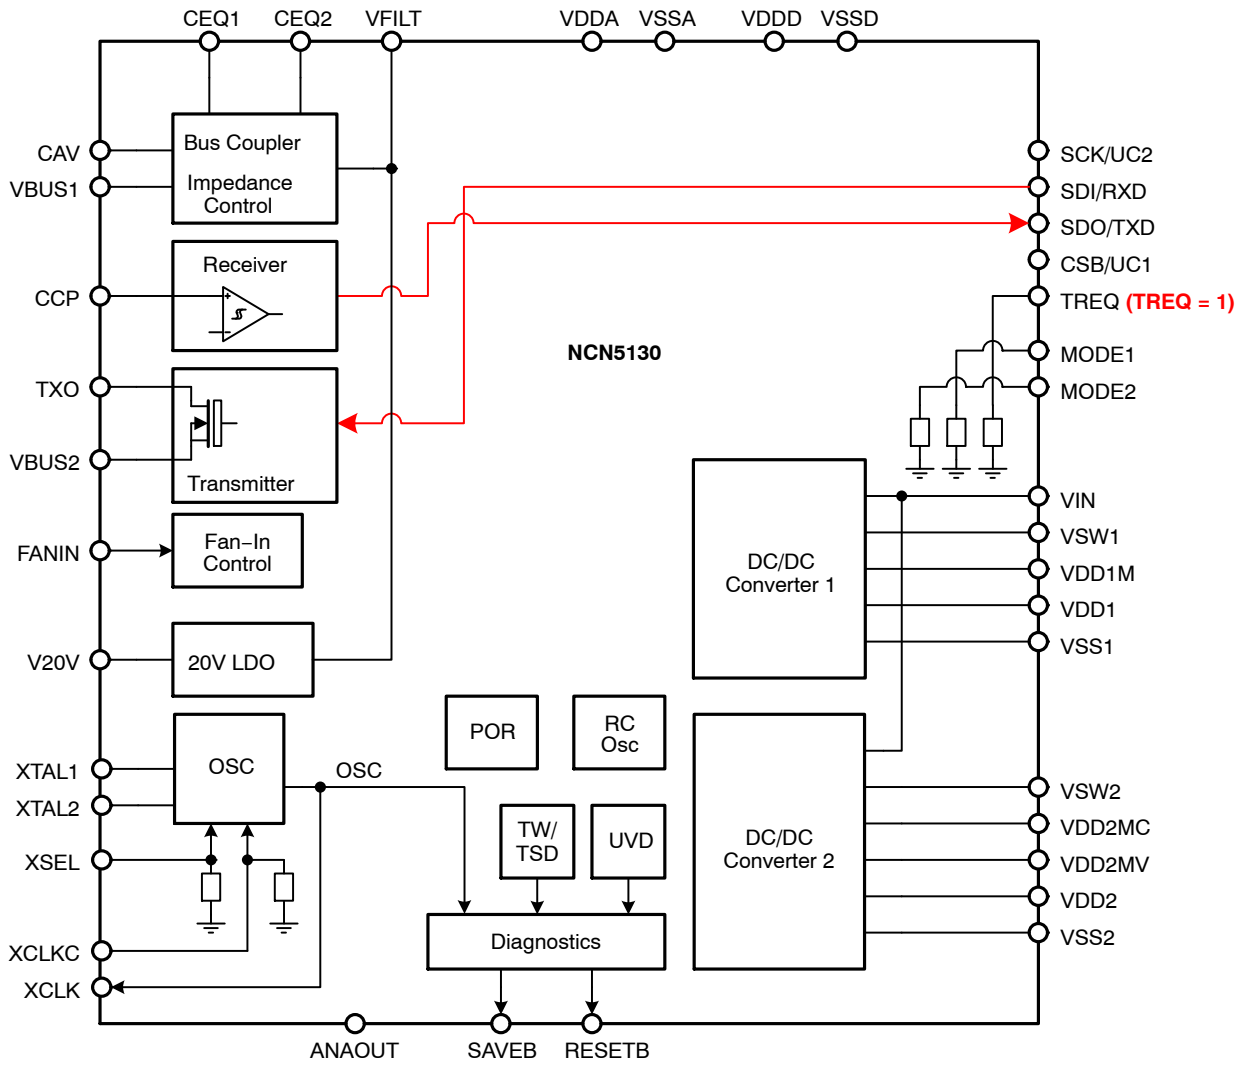 CEQ1
CEQ2
VFILT
VDDA
VSSA
VDDD
VSSD
CAV
VBUS1
Bus Coupler
Impedance
Control
SCK/UC2
SDI/RXD
SDO/TXD
CSB/UC1
TREQ (TREQ = 1)
MODE1
MODE2
CCP
Receiver
NCN5130
TXO
VBUS2
Transmitter
FANIN
Fan−In
Control
V20V
20V LDO
DC/DC
Converter 1
VIN
VSW1
VDD1M
VDD1
VSS1
POR
RC
Osc
XTAL1
XTAL2
OSC
OSC
XSEL
XCLKC
XCLK
TW/
TSD
UVD
Diagnostics
DC/DC
Converter 2
VSW2
VDD2MC
VDD2MV
VDD2
VSS2
ANAOUT
SAVEB
RESETB